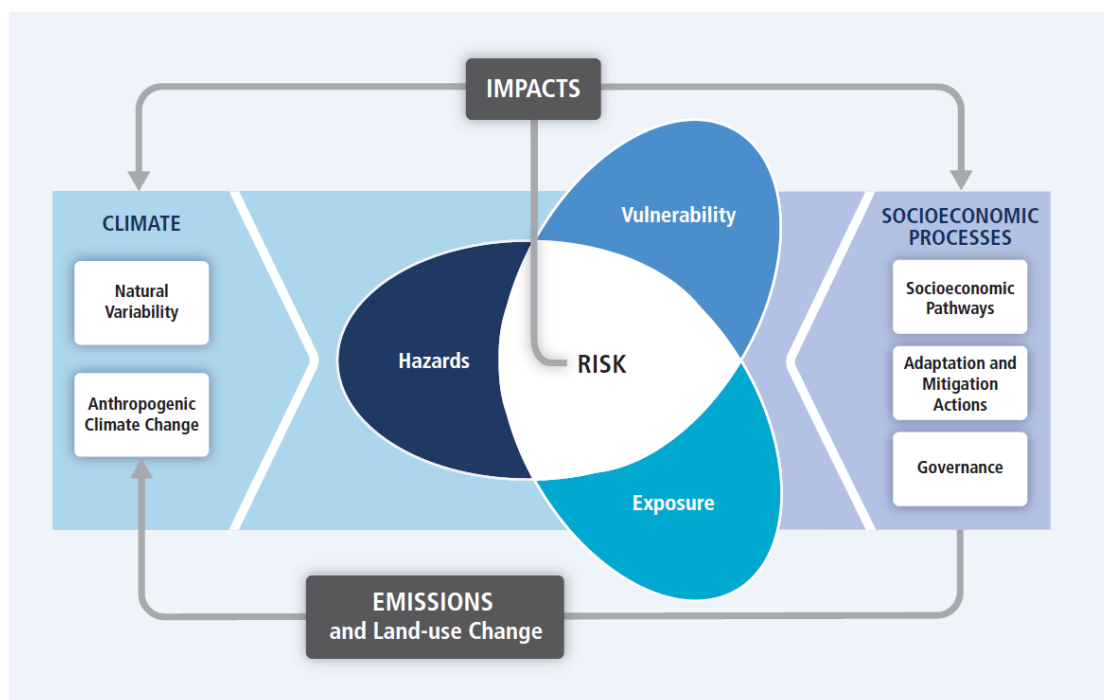 IMPACTS
CLIMATE
Natural
Variability
Anthropogenic
Climate Change
Vulnerability
Hazards
RISK
Exposure
SOCIOECONOMIC
PROCESSES
Socioeconomic
Pathways
Adaptation and
Mitigation
Actions
Governance
EMISSIONS
and Land-use Change